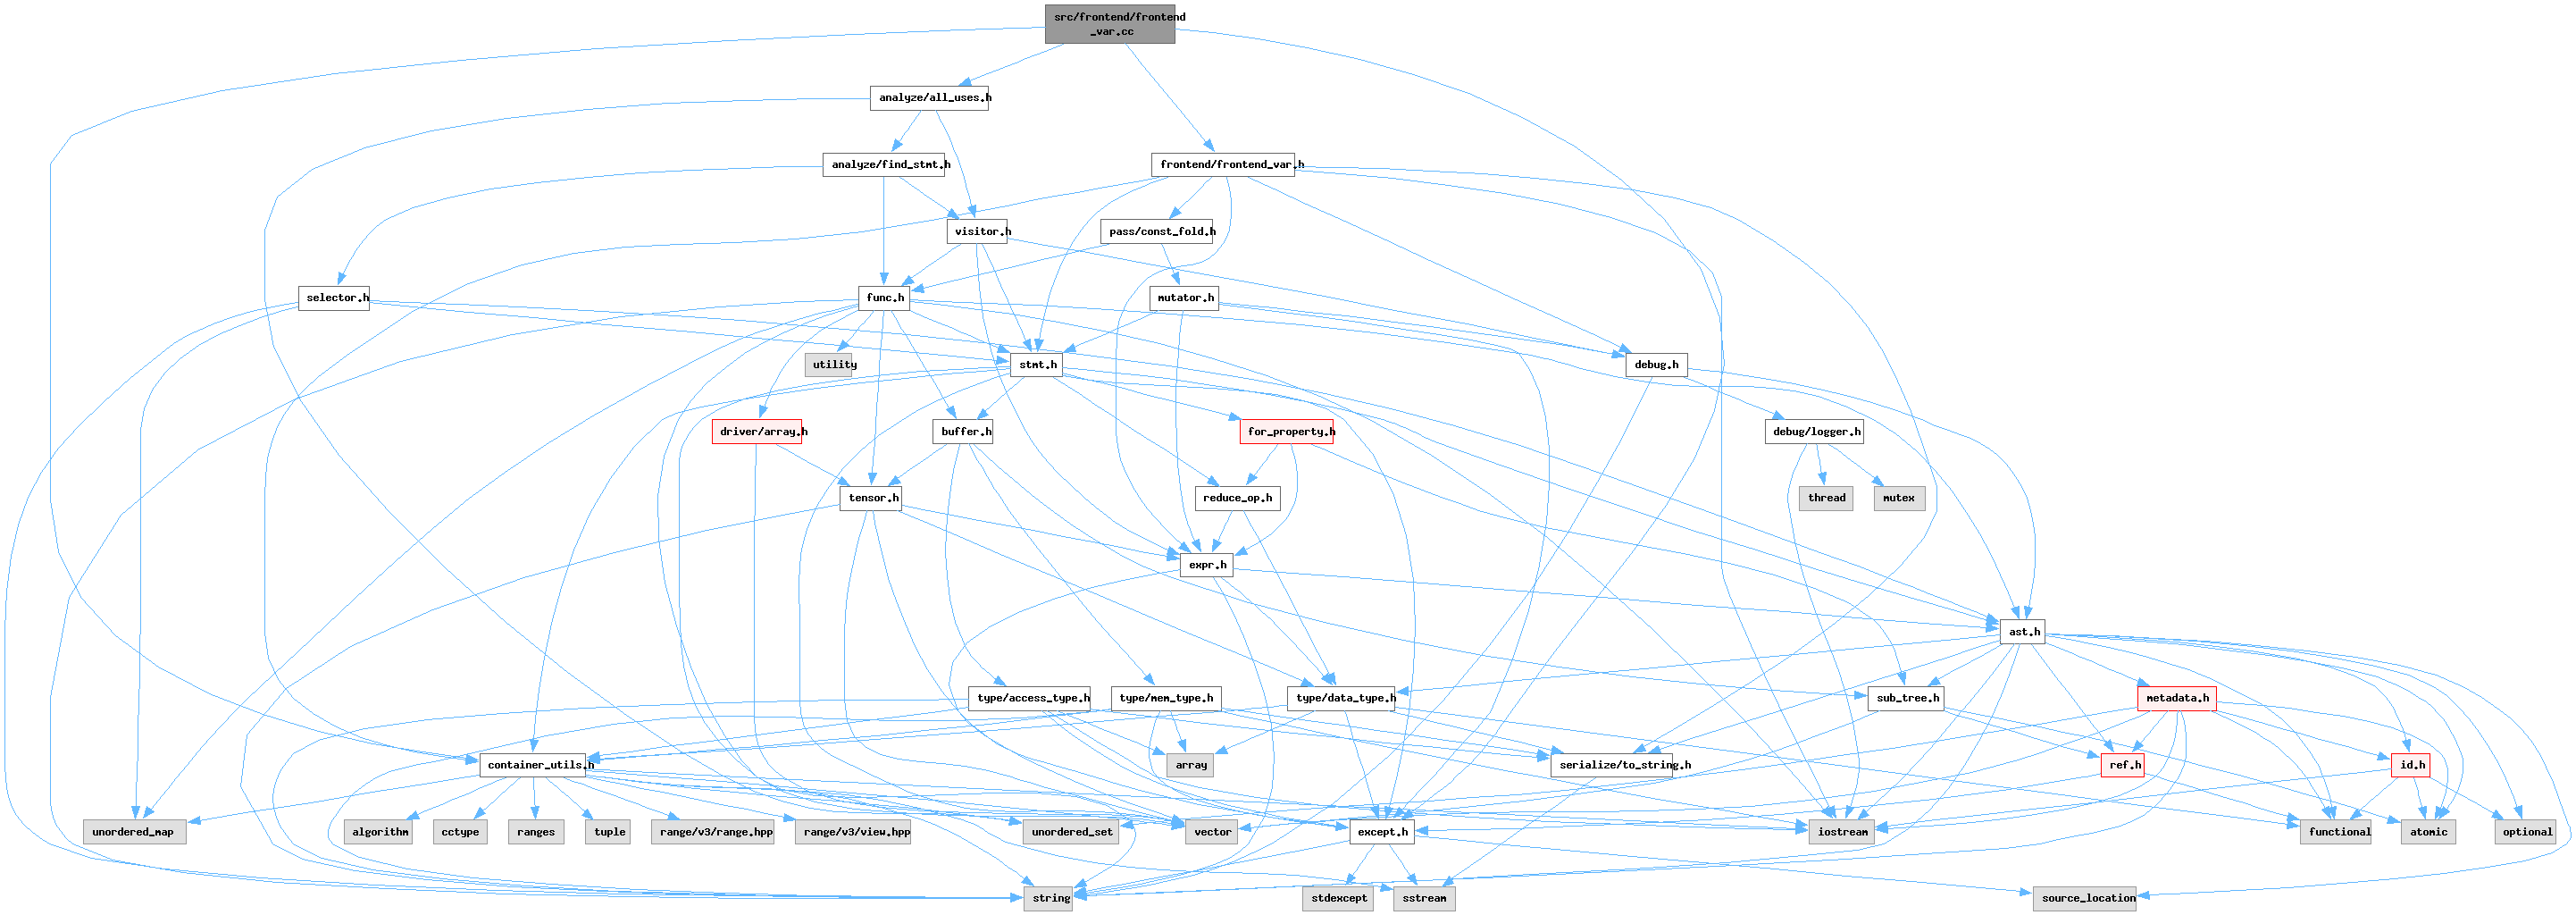 src/frontend/frontend
_var.cc
analyze/all_uses.h
analyze/find_stmt.h
frontend/frontend_var.h
visitor.h
pass/const_fold.h
selector.h
func.h
mutator.h
utility
stmt.h
debug.h
driver/array.h
buffer.h
for_property.h
debug/logger.h
tensor.h
reduce_op.h
thread
mutex
expr.h
ast.h
type/access_type.h
type/mem_type.h
type/data_type.h
sub_tree.h
metadata.h
container_utils.h
array
serialize/to_string.h
ref.h
id.h
unordered_map
algorithm
cctype
ranges
tuple
range/v3/range.hpp
range/v3/view.hpp
unordered_set
vector
except.h
iostream
functional
atomic
optional
string
stdexcept
sstream
source_location